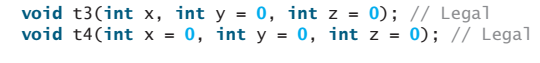 void t3(int x, int y = 0, int z = 0); // Legal
void t4(int x = 0, int y = 0, int z = 0); // Legal